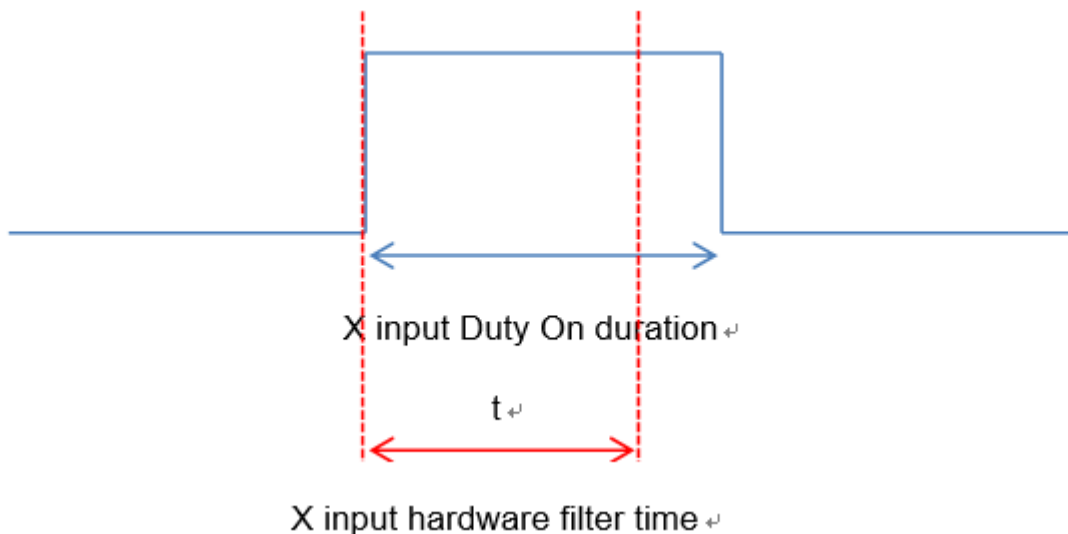 X input Duty On duration↵
t↵
X input hardware filter time↵